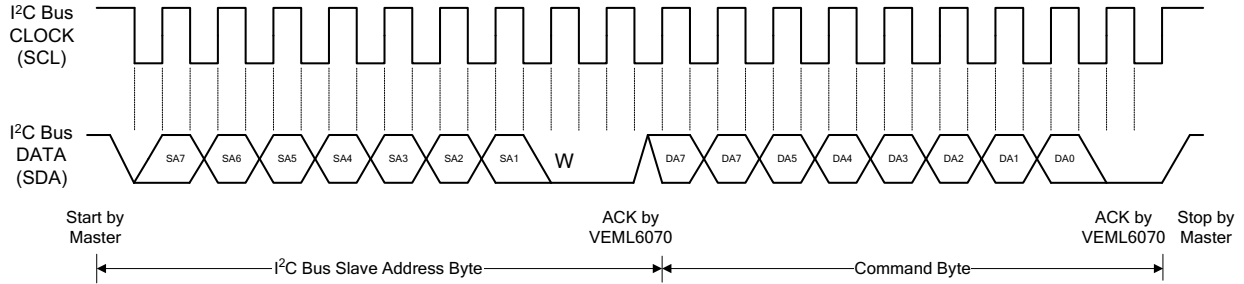 I²C Bus
CLOCK
(SCL)
I²C Bus
DATA
(SDA)
SA7 SA6 SA5 SA4 SA3 SA2 SA1 W DA7 DA7 DA5 DA4 DA3 DA2 DA1 DA0
Start by
Master
ACK by
VEML6070
ACK by
VEML6070
Stop by
Master
I²C Bus Slave Address Byte
Command Byte